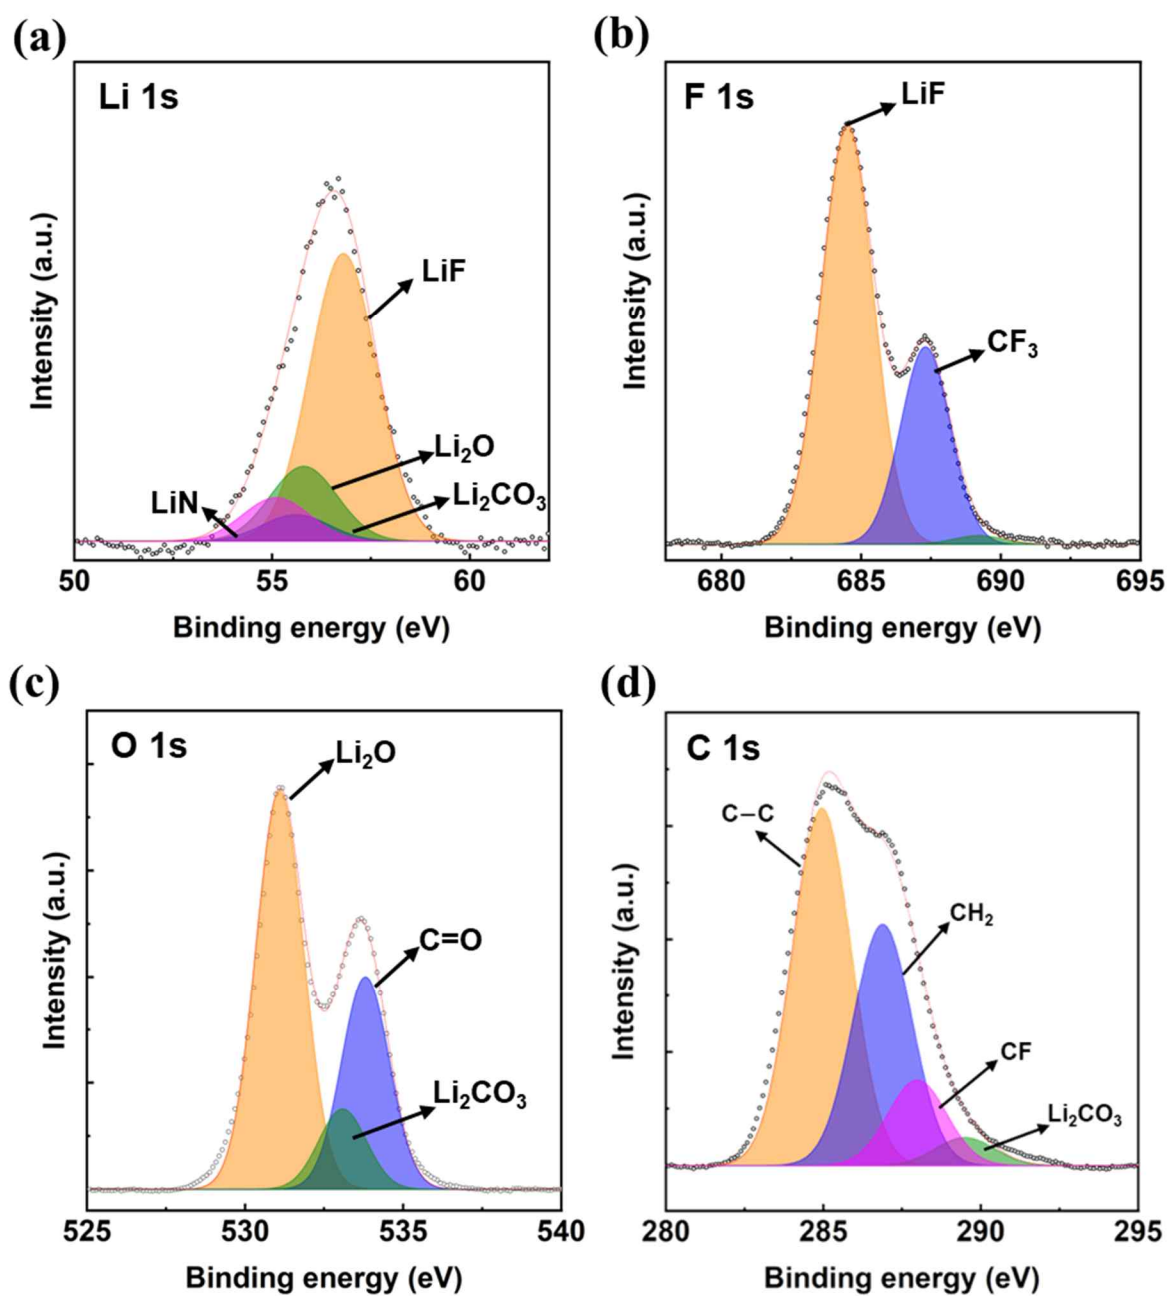 (a)
Li 1s
LiF
Li₂O
Li₂CO₃
LiN
Intensity (a.u.)
50 55 60
Binding energy (eV)
(b)
F 1s
LiF
CF₃
Intensity (a.u.)
680 685 690 695
Binding energy (eV)
(c)
O 1s
Li₂O
C=O
Li₂CO₃
Intensity (a.u.)
525 530 535 540
Binding energy (eV)
(d)
C 1s
C–C
CH₂
CF
Li₂CO₃
Intensity (a.u.)
280 285 290 295
Binding energy (eV)